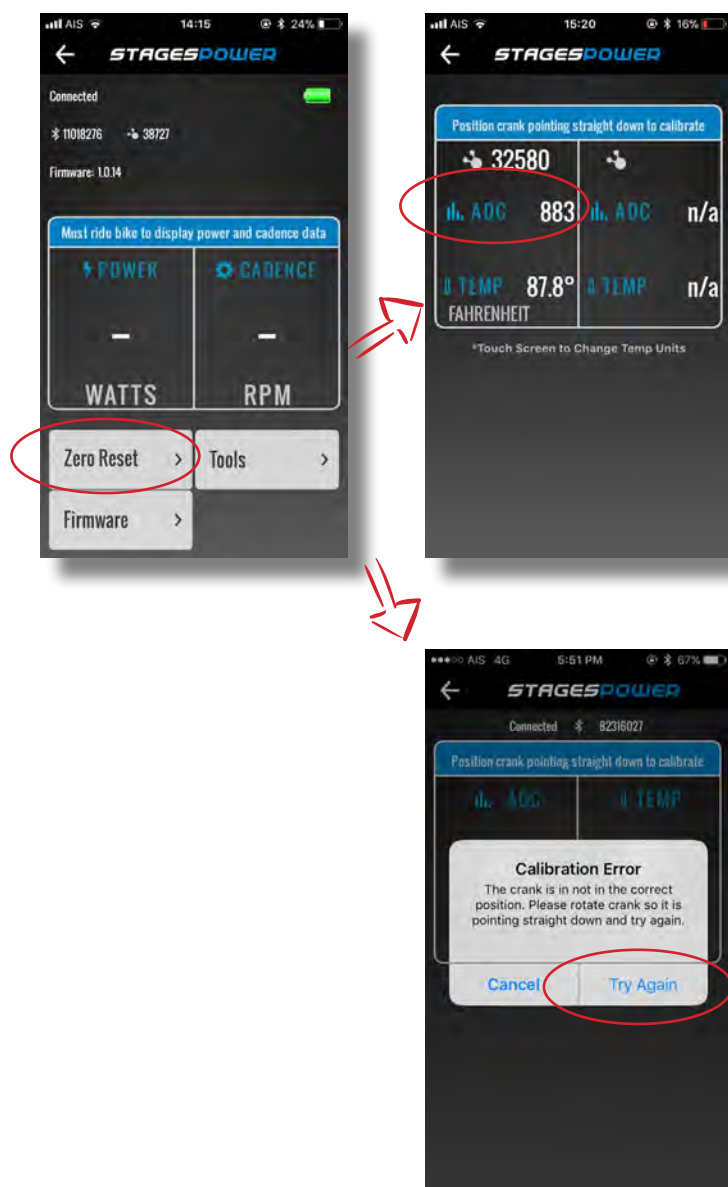 AIS 14:15 24%
STAGESPOWER
Connected
11018276 38727
Firmware: 1.0.14
Must ride bike to display power and cadence data
POWER CADENCE
- -
WATTS RPM
Zero Reset > Tools >
Firmware >
AIS 15:20 16%
STAGESPOWER
Position crank pointing straight down to calibrate
32580
ADC 883 ADC n/a
TEMP 87.8° TEMP n/a
FAHRENHEIT
*Touch Screen to Change Temp Units
AIS 4G 5:51 PM 67%
STAGESPOWER
Connected 82316027
Position crank pointing straight down to calibrate
ADC TEMP
Calibration Error
The crank is in not in the correct
position. Please rotate crank so it is
pointing straight down and try again.
Cancel Try Again